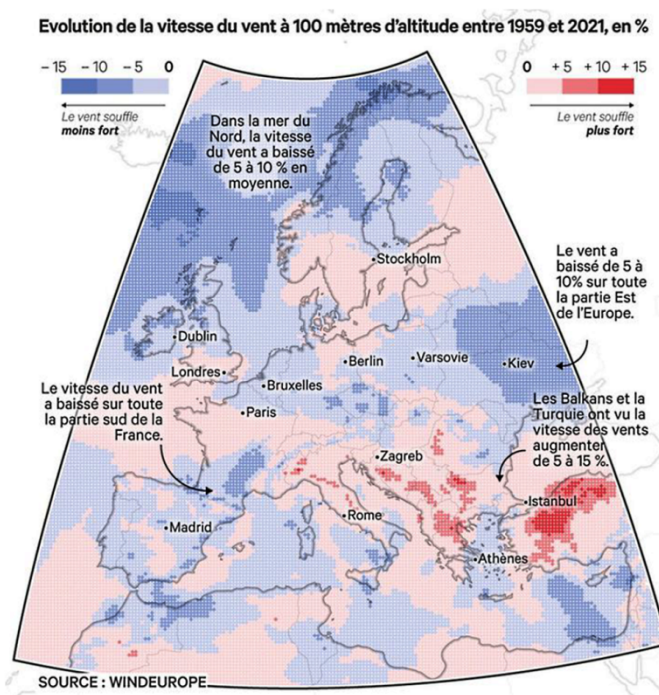 Evolution de la vitesse du vent à 100 mètres d'altitude entre 1959 et 2021, en %
– 15 – 10 – 5 0
Le vent souffle
moins fort
0 + 5 + 10 + 15
Le vent souffle
plus fort
Dans la mer du
Nord, la vitesse
du vent a baissé
de 5 à 10 % en
moyenne.
Stockholm
Le vent a
baissé de 5 à
10% sur toute
la partie Est
de l'Europe.
Dublin
Londres
Berlin
Varsovie
Kiev
Bruxelles
Paris
Le vitesse du vent
a baissé sur toute
la partie sud de la
France.
Les Balkans et la
Turquie ont vu la
vitesse des vents
augmenter
de 5 à 15 %.
Zagreb
Istanbul
Madrid
Rome
Athènes
SOURCE : WINDEUROPE